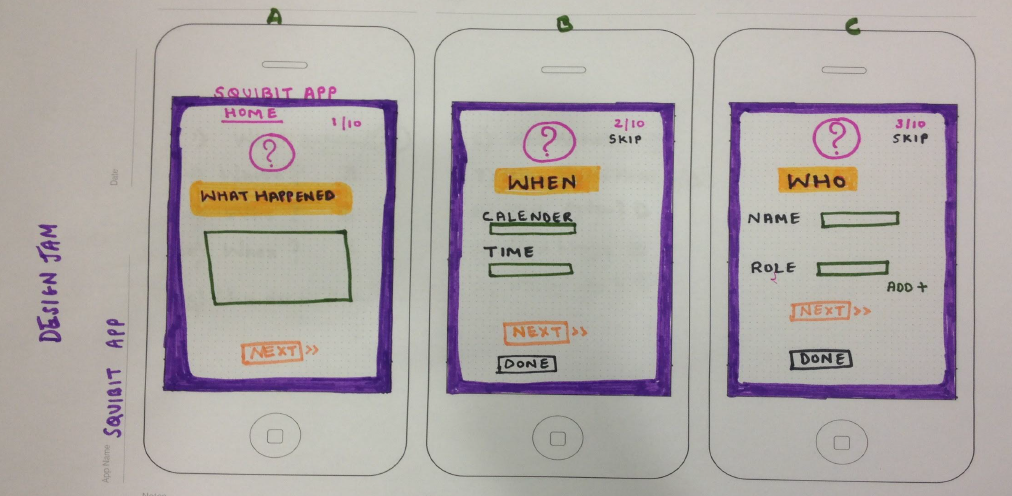 DESIGN JAM
App Name SQUIBIT APP
Date
Notes
A
SQUIBIT APP
HOME
1/10
?
WHAT HAPPENED
NEXT >>
B
2/10
?
SKIP
WHEN
CALENDER
TIME
NEXT >>
DONE
C
3/10
?
SKIP
WHO
NAME
ROLE
ADD +
NEXT >>
DONE